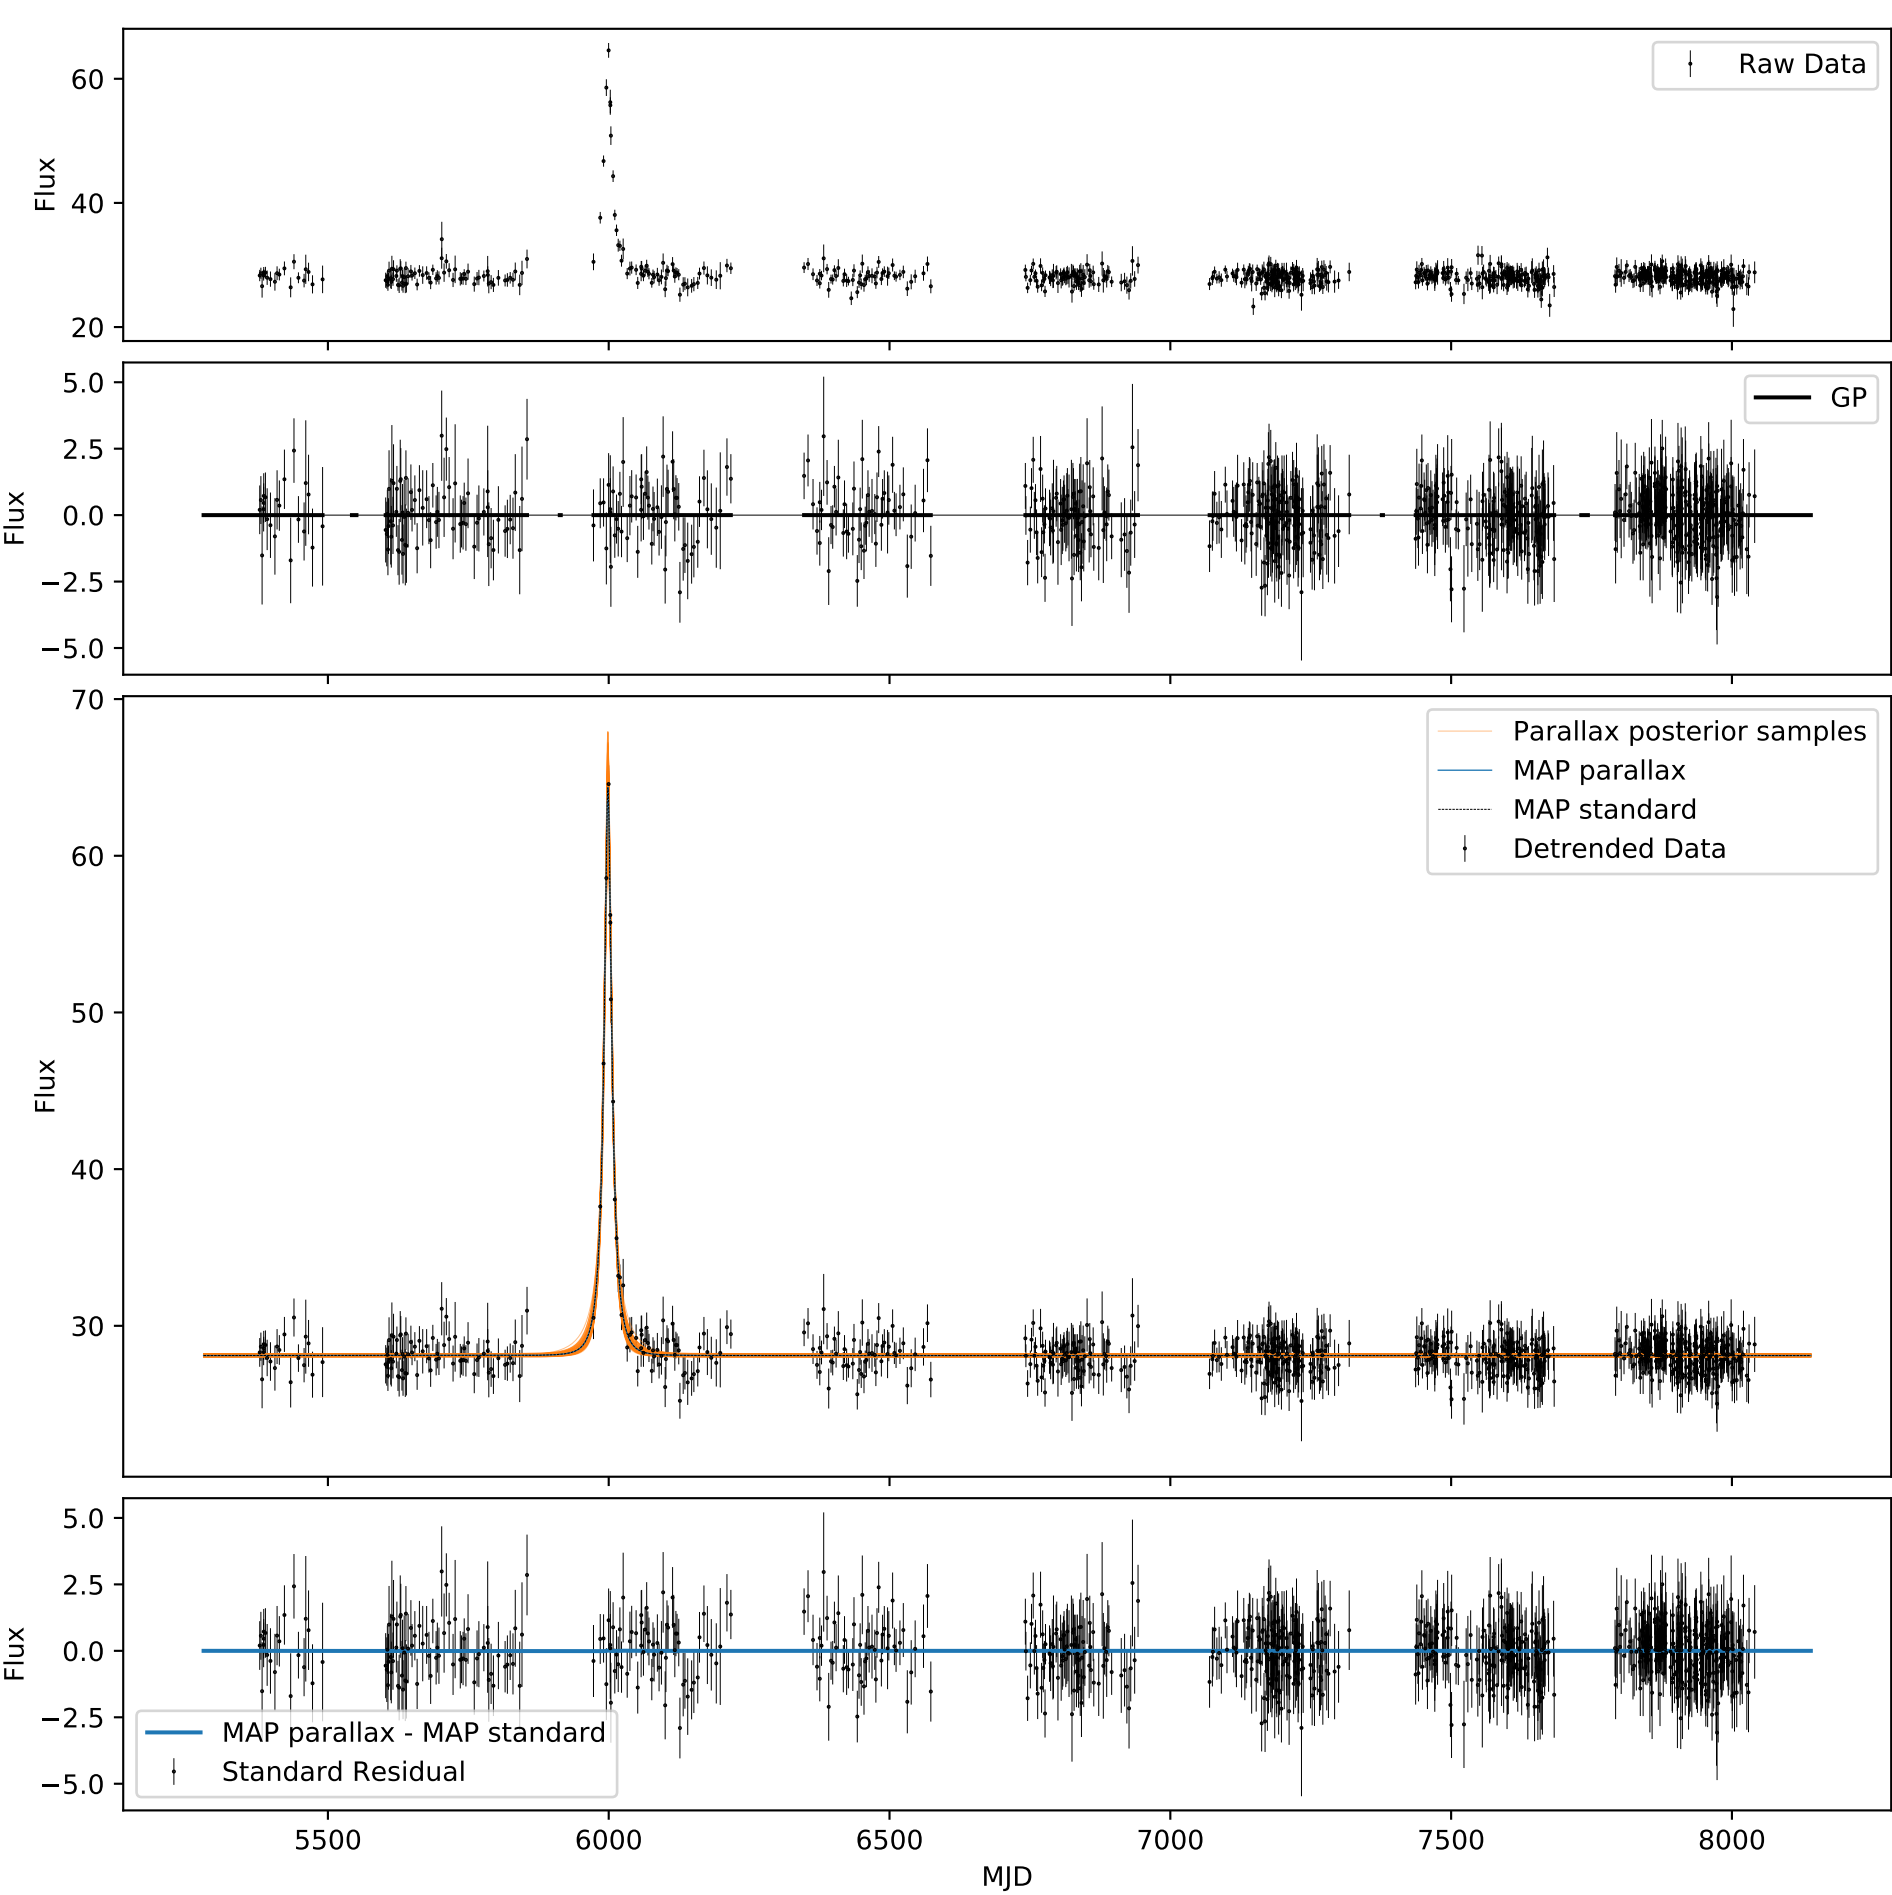 Flux
60
40
20
Raw Data
Flux
5.0
2.5
0.0
−2.5
−5.0
GP
Flux
70
60
50
40
30
Parallax posterior samples
MAP parallax
MAP standard
Detrended Data
Flux
5.0
2.5
0.0
−2.5
−5.0
MAP parallax - MAP standard
Standard Residual
5500 6000 6500 7000 7500 8000
MJD